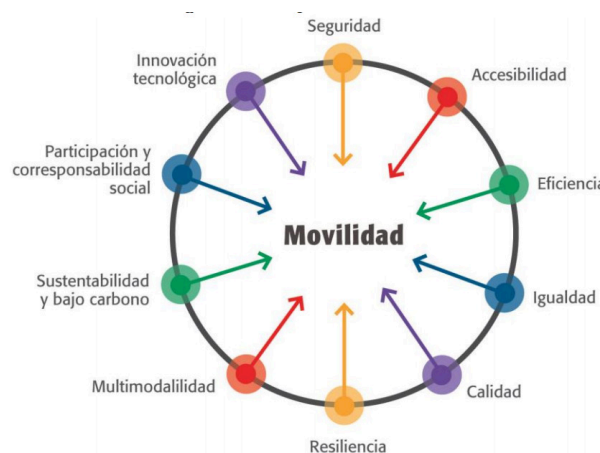 Seguridad
Accesibilidad
Eficiencia
Igualdad
Calidad
Resiliencia
Multimodalilidad
Sustentabilidad
y bajo carbono
Participación y
corresponsabilidad
social
Innovación
tecnológica
Movilidad